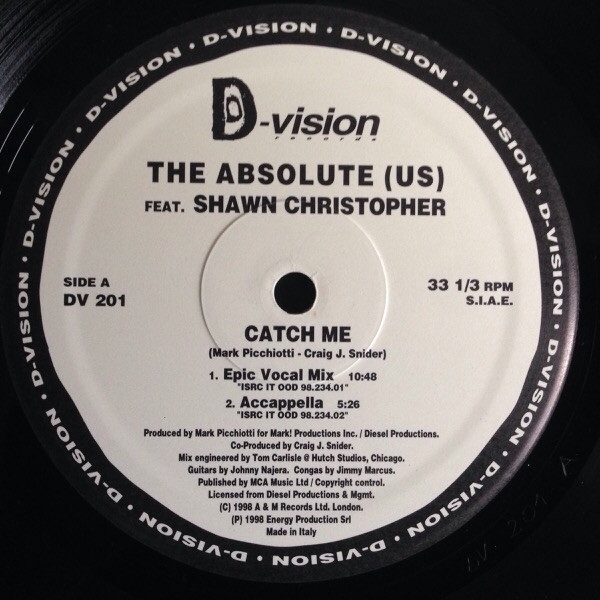 D-VISION · D-VISION · D-VISION · D-VISION · D-VISION · D-VISION · D-VISION · D-VISION · D-VISION · D-VISION · D-VISION · D-VISION ·
D-vision
records
THE ABSOLUTE (US)
FEAT. SHAWN CHRISTOPHER
SIDE A
DV 201
33 1/3 RPM
S.I.A.E.
CATCH ME
(Mark Picchiotti - Craig J. Snider)
1. Epic Vocal Mix 10:48
"ISRC IT OOD 98.234.01"
2. Accappella 5:26
"ISRC IT OOD 98.234.02"
Produced by Mark Picchiotti for Mark! Productions Inc. / Diesel Productions.
Co-Produced by Craig J. Snider.
Mix engineered by Tom Carlisle @ Hutch Studios, Chicago.
Guitars by Johnny Najera. Congas by Jimmy Marcus.
Published by MCA Music Ltd / Copyright control.
Licensed from Diesel Productions & Mgmt.
(C) 1998 A & M Records Ltd. London.
(P) 1998 Energy Production Srl
Made in Italy